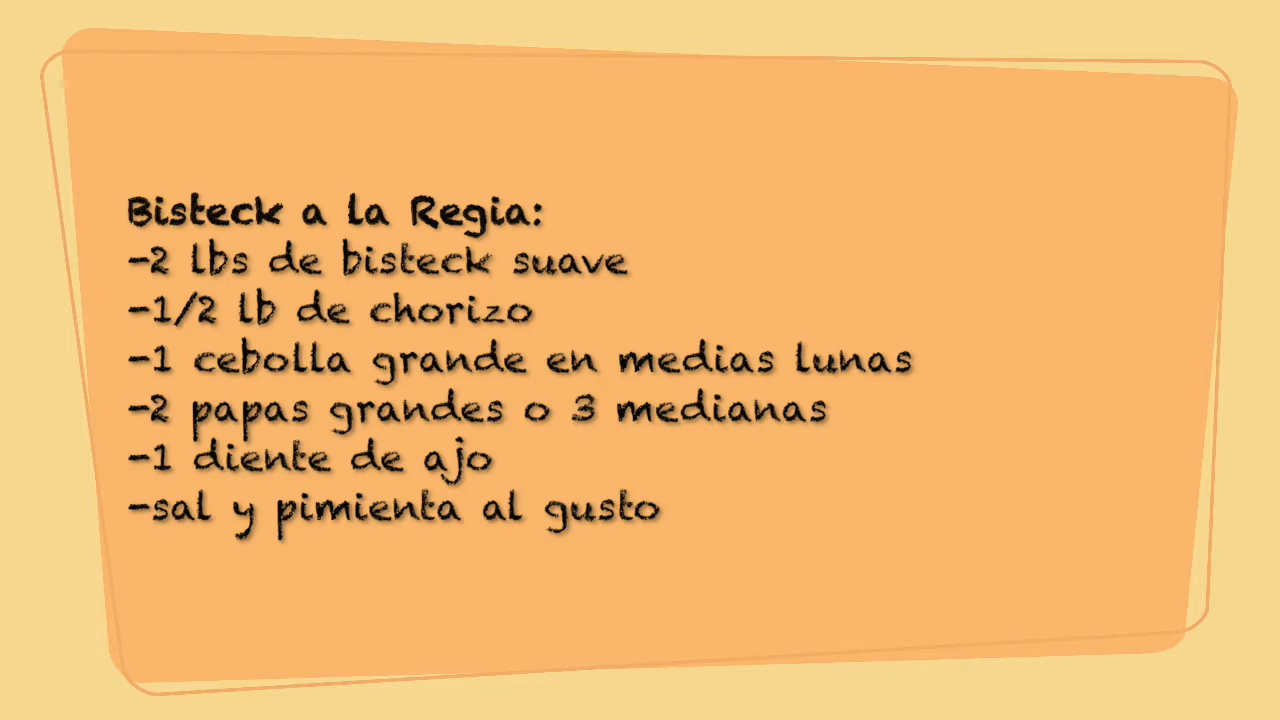 Bisteck a la Regia:
-2 lbs de bisteck suave
-1/2 lb de chorizo
-1 cebolla grande en medias lunas
-2 papas grandes o 3 medianas
-1 diente de ajo
-sal y pimienta al gusto